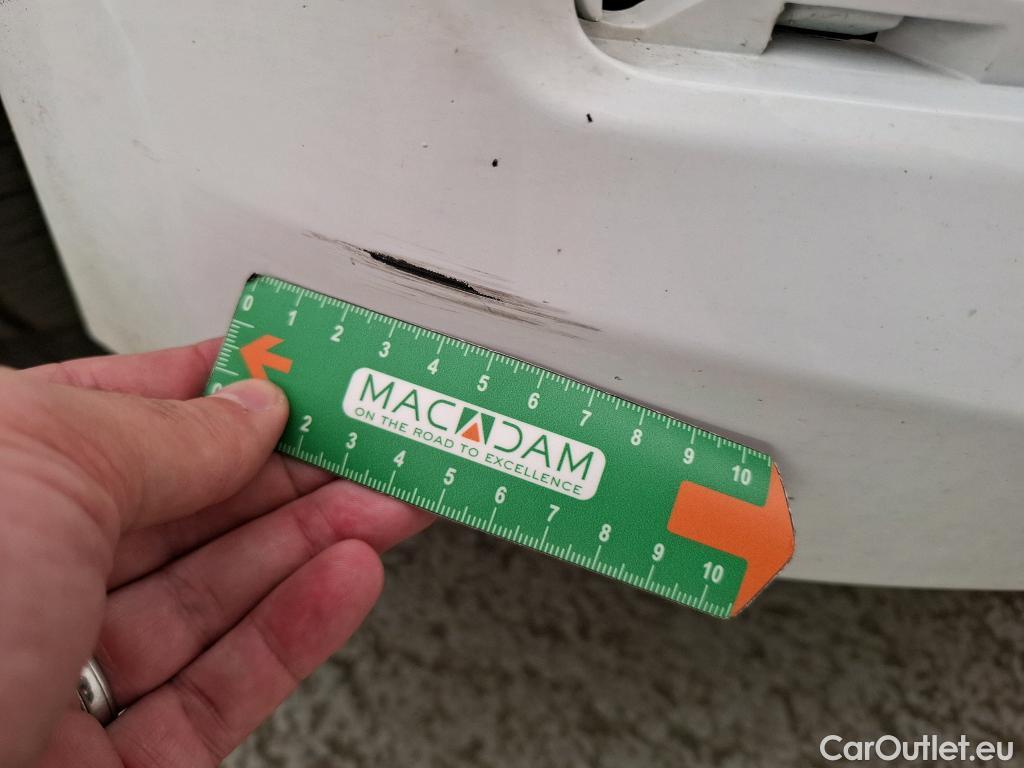 0 1 2 3 4 5 6 7 8 9 10
MACADAM
ON THE ROAD TO EXCELLENCE
2 3 4 5 6 7 8 9 10
CarOutlet.eu